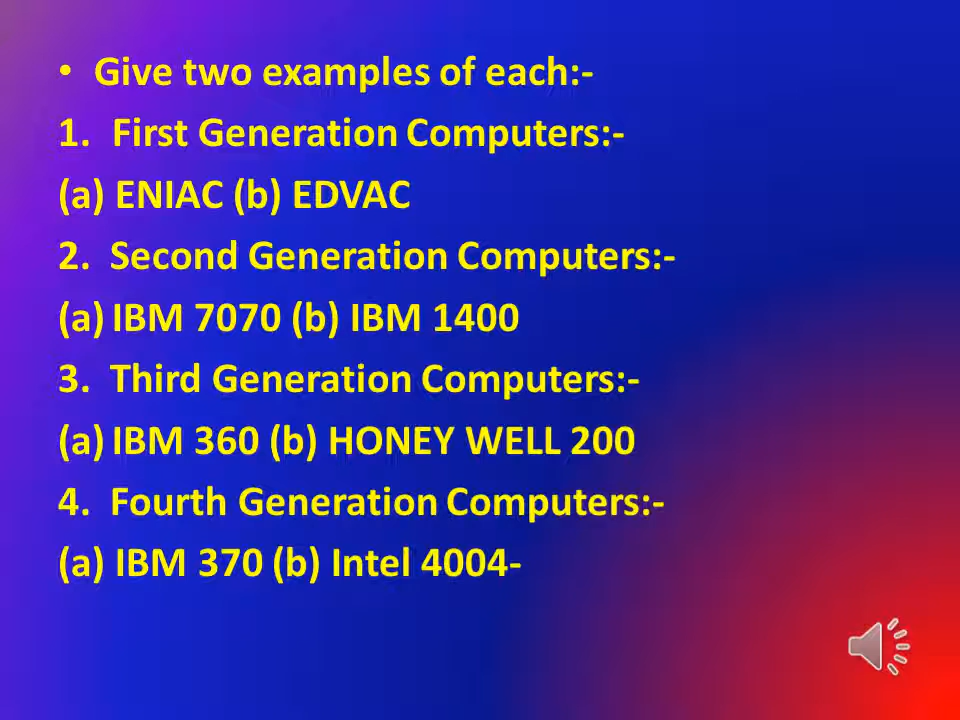 • Give two examples of each:-
1. First Generation Computers:-
(a) ENIAC (b) EDVAC
2. Second Generation Computers:-
(a) IBM 7070 (b) IBM 1400
3. Third Generation Computers:-
(a) IBM 360 (b) HONEY WELL 200
4. Fourth Generation Computers:-
(a) IBM 370 (b) Intel 4004-